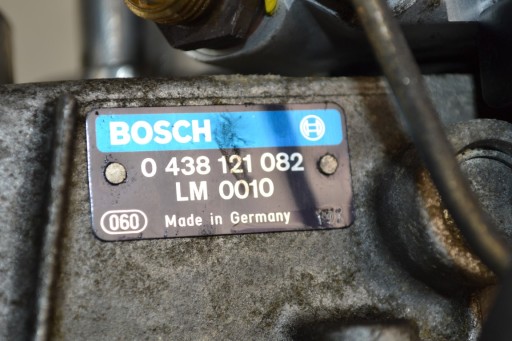 BOSCH
0 438 121 082
LM 0010
060 Made in Germany